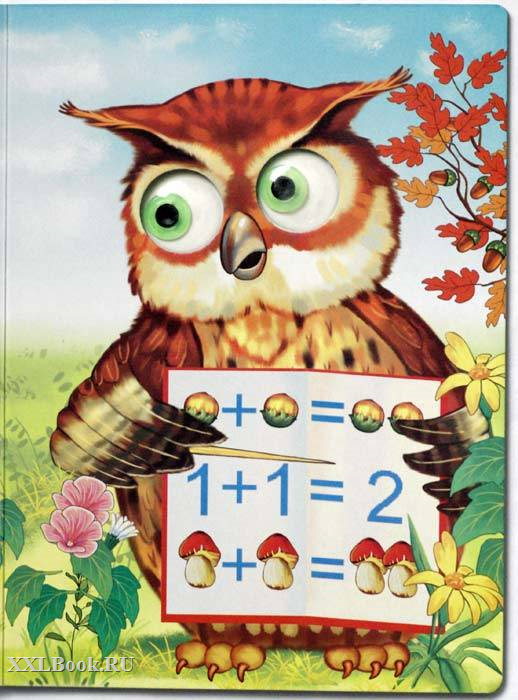 + =
1+1= 2
+ =
XXLBook.RU